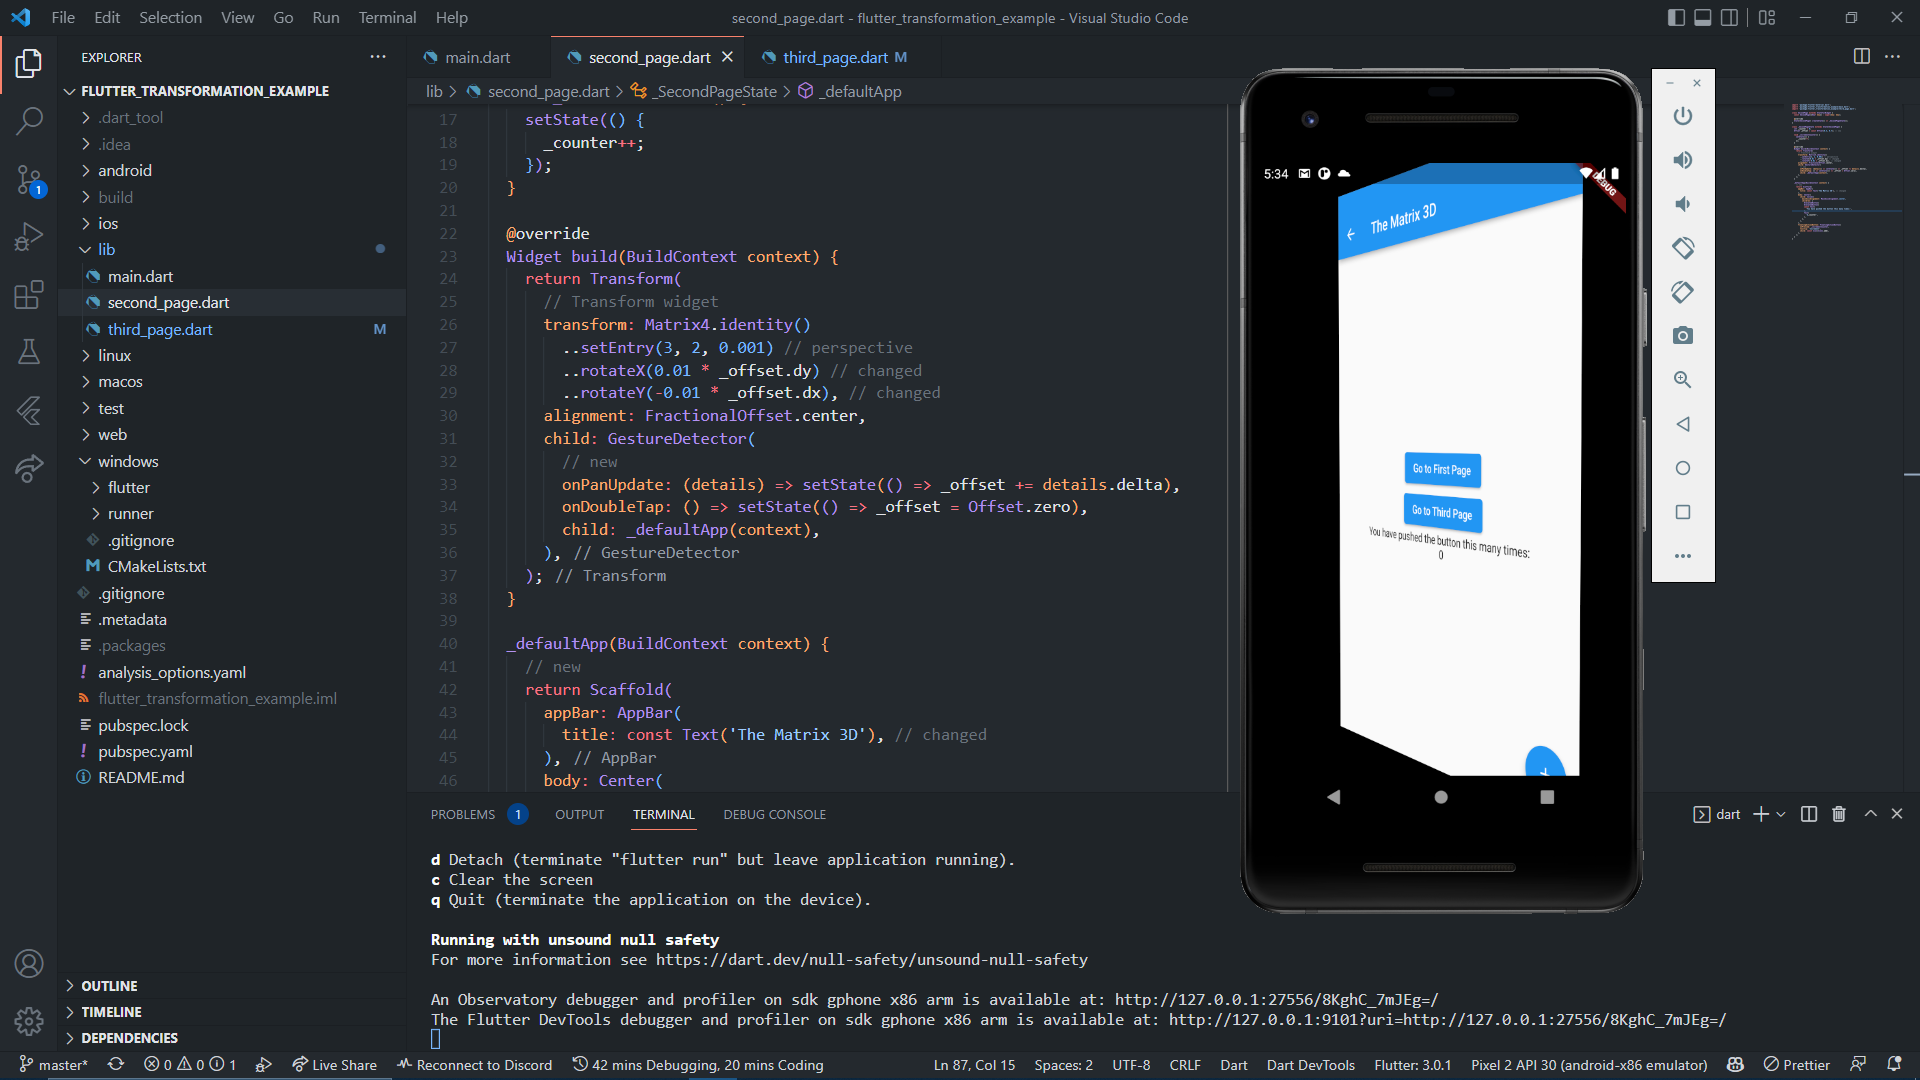 File Edit Selection View Go Run Terminal Help
second_page.dart - flutter_transformation_example - Visual Studio Code
EXPLORER
FLUTTER_TRANSFORMATION_EXAMPLE
.dart_tool
.idea
android
build
ios
lib
main.dart
second_page.dart
third_page.dart M
linux
macos
test
web
windows
flutter
runner
.gitignore
CMakeLists.txt
.gitignore
.metadata
.packages
analysis_options.yaml
flutter_transformation_example.iml
pubspec.lock
pubspec.yaml
README.md
OUTLINE
TIMELINE
DEPENDENCIES
1
main.dart second_page.dart third_page.dart M
lib > second_page.dart > _SecondPageState > _defaultApp
17 setState(() {
18 _counter++;
19 });
20 }
21
22 @override
23 Widget build(BuildContext context) {
24 return Transform(
25 // Transform widget
26 transform: Matrix4.identity()
27 ..setEntry(3, 2, 0.001) // perspective
28 ..rotateX(0.01 * _offset.dy) // changed
29 ..rotateY(-0.01 * _offset.dx), // changed
30 alignment: FractionalOffset.center,
31 child: GestureDetector(
32 // new
33 onPanUpdate: (details) => setState(() => _offset += details.delta),
34 onDoubleTap: () => setState(() => _offset = Offset.zero),
35 child: _defaultApp(context),
36 ), // GestureDetector
37 ); // Transform
38 }
39
40 _defaultApp(BuildContext context) {
41 // new
42 return Scaffold(
43 appBar: AppBar(
44 title: const Text('The Matrix 3D'), // changed
45 ), // AppBar
46 body: Center(
5:34
DEBUG
The Matrix 3D
Go to First Page
Go to Third Page
You have pushed the button this many times:
0
PROBLEMS 1 OUTPUT TERMINAL DEBUG CONSOLE
dart
d Detach (terminate "flutter run" but leave application running).
c Clear the screen
q Quit (terminate the application on the device).
Running with unsound null safety
For more information see https://dart.dev/null-safety/unsound-null-safety
An Observatory debugger and profiler on sdk gphone x86 arm is available at: http://127.0.0.1:27556/8KghC_7mJEg=/
The Flutter DevTools debugger and profiler on sdk gphone x86 arm is available at: http://127.0.0.1:9101?uri=http://127.0.0.1:27556/8KghC_7mJEg=/
master* 0 0 1 Live Share Reconnect to Discord 42 mins Debugging, 20 mins Coding Ln 87, Col 15 Spaces: 2 UTF-8 CRLF Dart Dart DevTools Flutter: 3.0.1 Pixel 2 API 30 (android-x86 emulator) Prettier